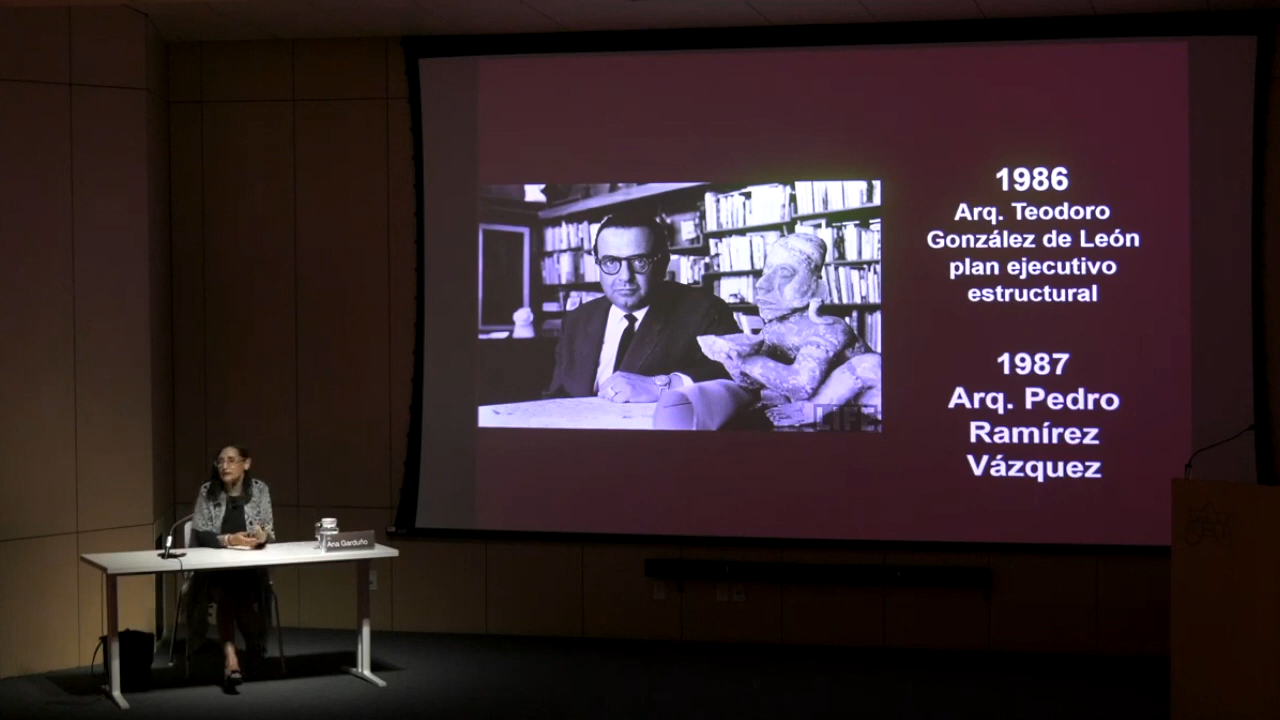 1986
Arq. Teodoro
González de León
plan ejecutivo
estructural
1987
Arq. Pedro
Ramírez
Vázquez
Ana Garduño